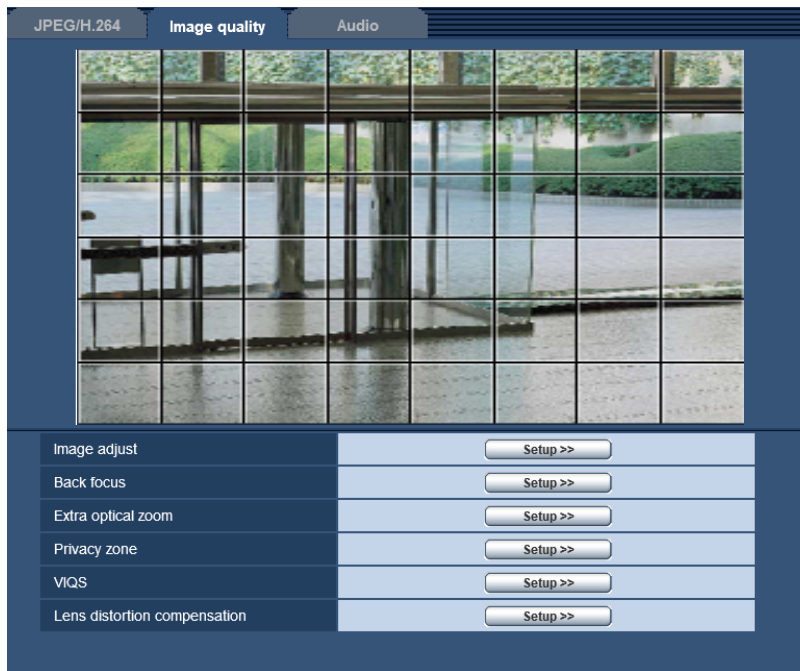 JPEG/H.264 Image quality Audio
Image adjust Setup >>
Back focus Setup >>
Extra optical zoom Setup >>
Privacy zone Setup >>
VIQS Setup >>
Lens distortion compensation Setup >>